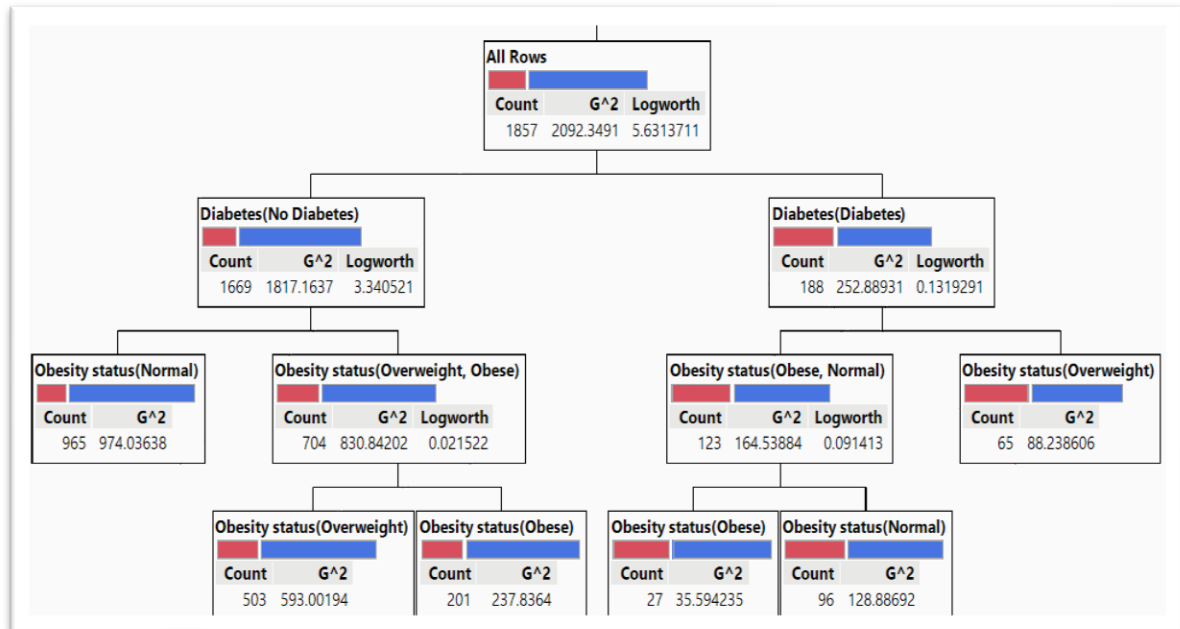 All Rows
Count G^2 Logworth
1857 2092.3491 5.6313711
Diabetes(No Diabetes)
Count G^2 Logworth
1669 1817.1637 3.340521
Diabetes(Diabetes)
Count G^2 Logworth
188 252.88931 0.1319291
Obesity status(Normal)
Count G^2
965 974.03638
Obesity status(Overweight, Obese)
Count G^2 Logworth
704 830.84202 0.021522
Obesity status(Obese, Normal)
Count G^2 Logworth
123 164.53884 0.091413
Obesity status(Overweight)
Count G^2
65 88.238606
Obesity status(Overweight)
Count G^2
503 593.00194
Obesity status(Obese)
Count G^2
201 237.8364
Obesity status(Obese)
Count G^2
27 35.594235
Obesity status(Normal)
Count G^2
96 128.88692